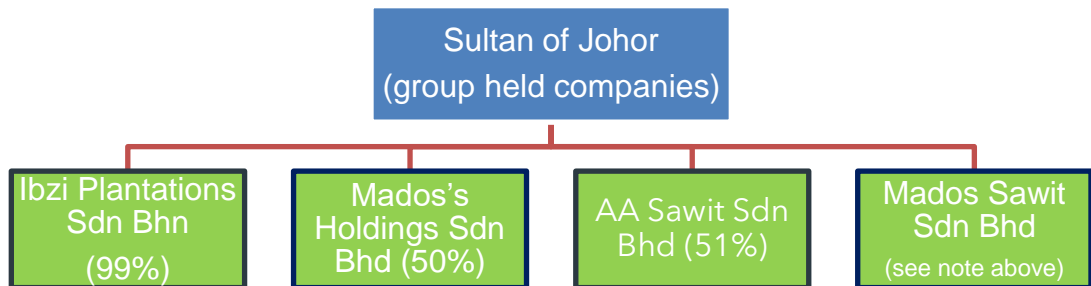 Sultan of Johor
(group held companies)
Ibzi Plantations
Sdn Bhn
(99%)
Mados's
Holdings Sdn
Bhd (50%)
AA Sawit Sdn
Bhd (51%)
Mados Sawit
Sdn Bhd
(see note above)